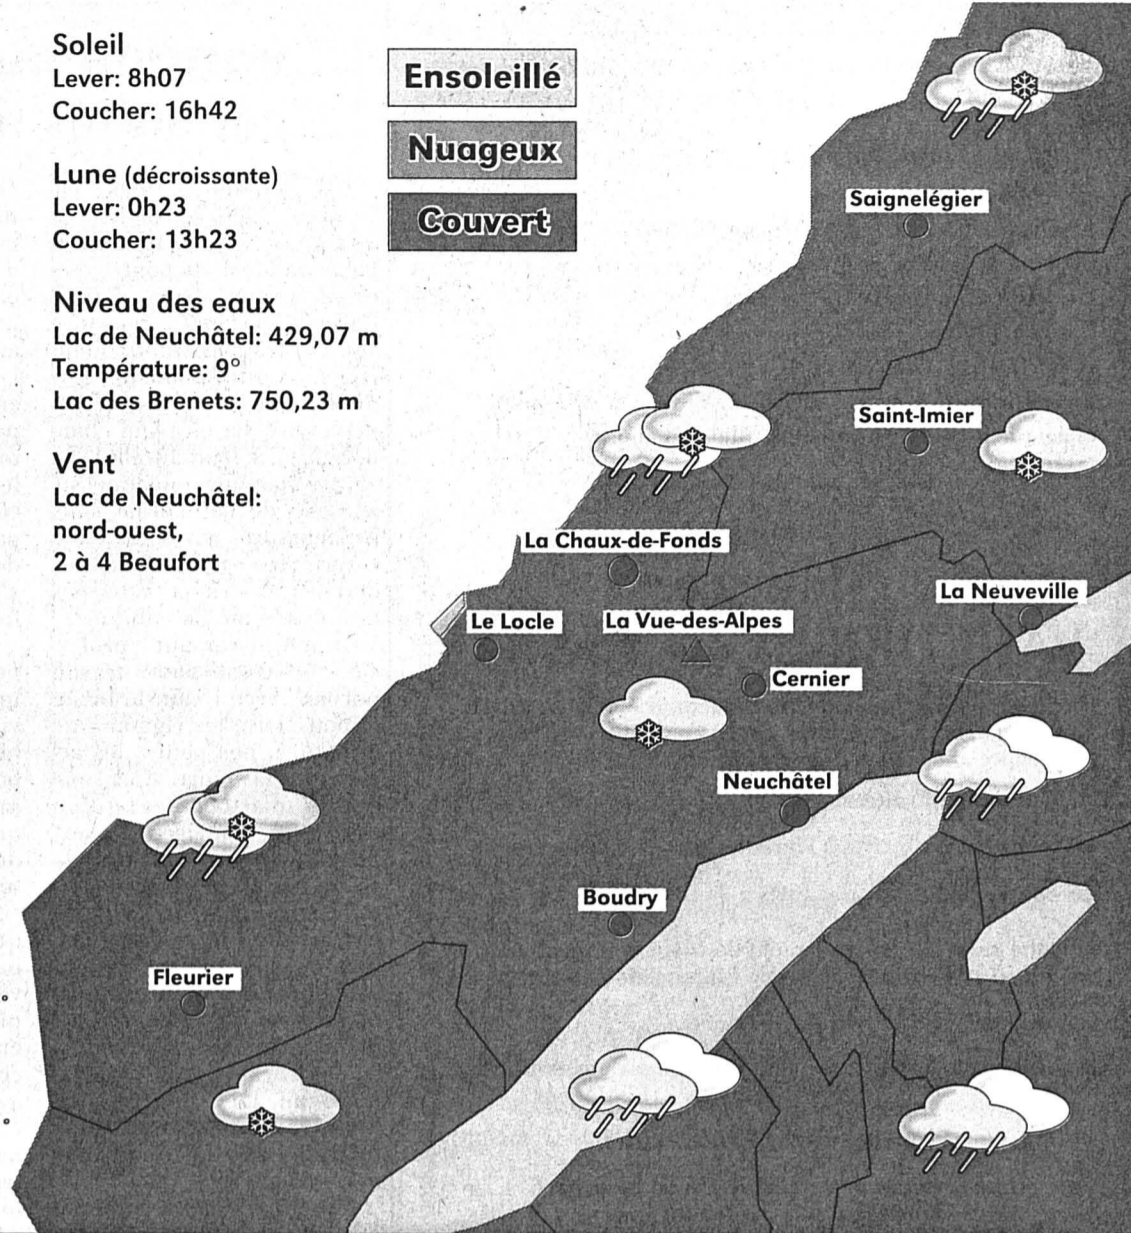 Soleil
Lever: 8h07
Coucher: 16h42
Lune (décroissante)
Lever: 0h23
Coucher: 13h23
Niveau des eaux
Lac de Neuchâtel: 429,07 m
Température: 9°
Lac des Brenets: 750,23 m
Vent
Lac de Neuchâtel:
nord-ouest,
2 à 4 Beaufort
Ensoleillé
Nuageux
Couvert
Saignelégier
Saint-Imier
La Chaux-de-Fonds
La Neuveville
Le Locle
La Vue-des-Alpes
Cernier
Neuchâtel
Boudry
Fleurier